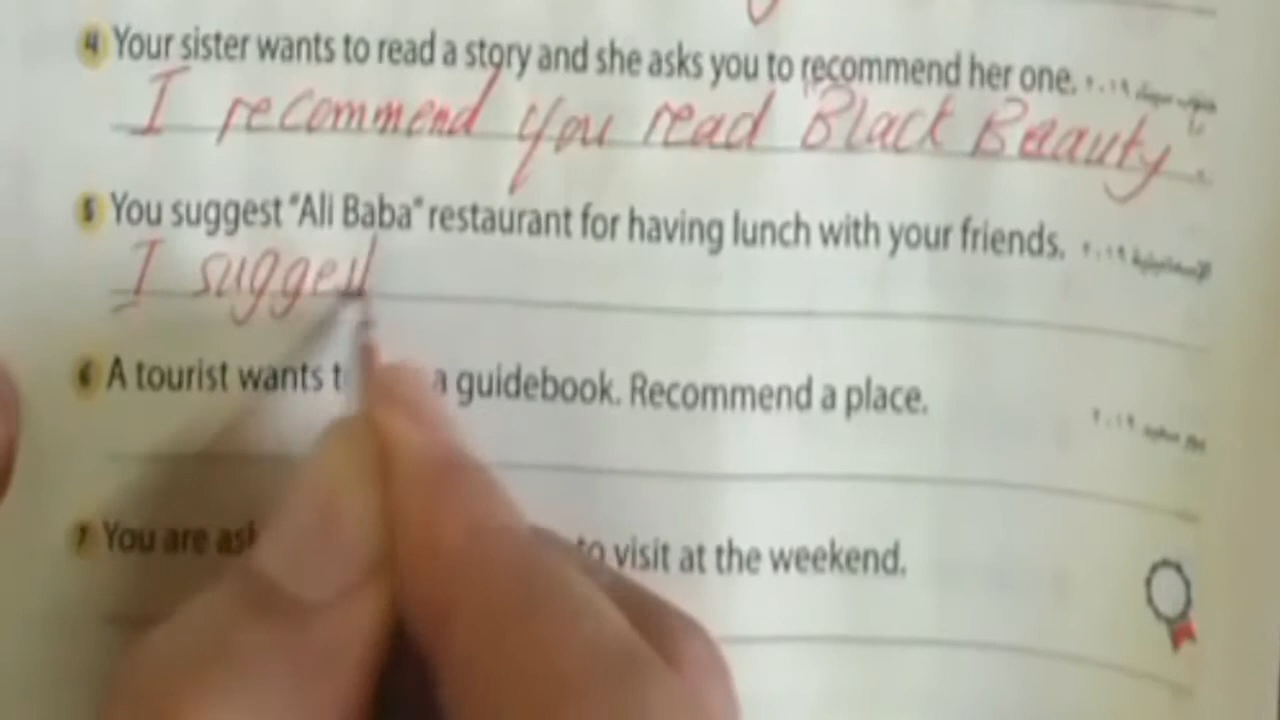 4 Your sister wants to read a story and she asks you to recommend her one.
I recommend you read Black Beauty.
5 You suggest "Ali Baba" restaurant for having lunch with your friends.
I suggest
6 A tourist wants a guidebook. Recommend a place.
7 You are to visit at the weekend.